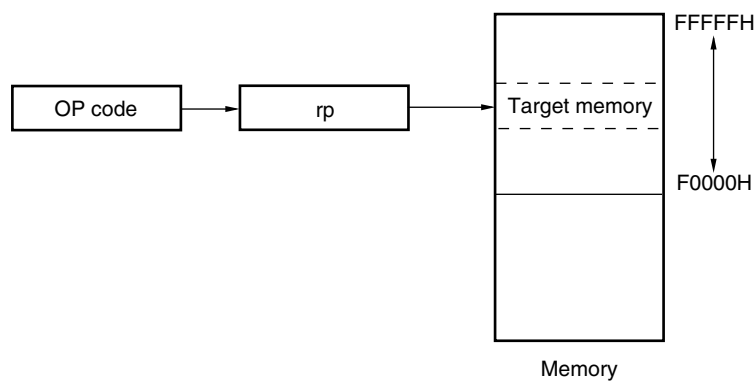 FFFFFH
OP code
rp
Target memory
F0000H
Memory